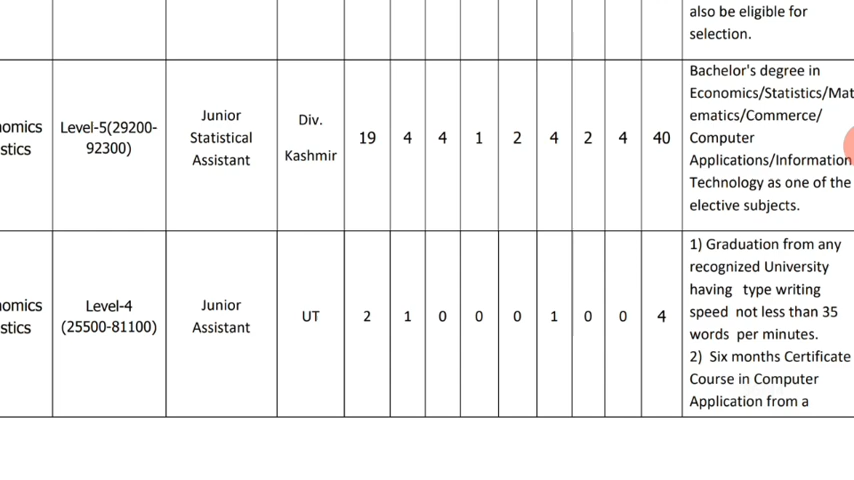 also be eligible for
selection.
omics
stics
Level-5(29200-
92300)
Junior
Statistical
Assistant
Div.
Kashmir
19 4 4 1 2 4 2 4 40
Bachelor's degree in
Economics/Statistics/Mat
ematics/Commerce/
Computer
Applications/Information
Technology as one of the
elective subjects.
omics
stics
Level-4
(25500-81100)
Junior
Assistant
UT
2 1 0 0 0 1 0 0 4
1) Graduation from any
recognized University
having type writing
speed not less than 35
words per minutes.
2) Six months Certificate
Course in Computer
Application from a